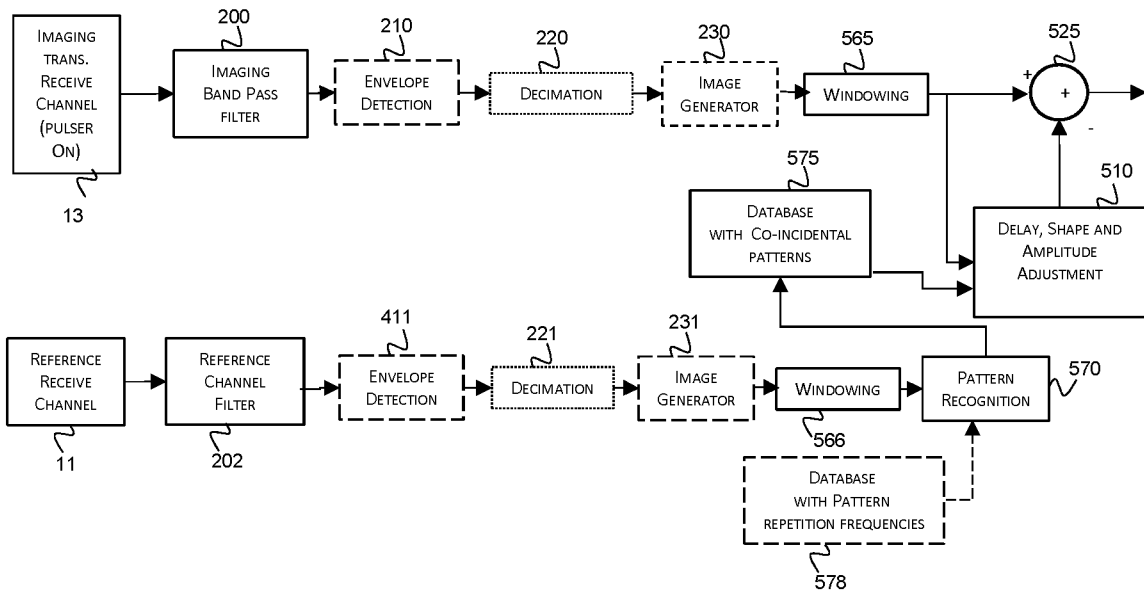 200
210
220
230
565
525
IMAGING
TRANS.
RECEIVE
CHANNEL
(PULSER
ON)
IMAGING
BAND PASS
FILTER
ENVELOPE
DETECTION
DECIMATION
IMAGE
GENERATOR
WINDOWING
+
+
-
13
575
510
DATABASE
WITH CO-INCIDENTAL
PATTERNS
DELAY, SHAPE AND
AMPLITUDE
ADJUSTMENT
411
221
231
REFERENCE
RECEIVE
CHANNEL
REFERENCE
CHANNEL
FILTER
ENVELOPE
DETECTION
DECIMATION
IMAGE
GENERATOR
WINDOWING
PATTERN
RECOGNITION
570
11
202
566
DATABASE
WITH PATTERN
REPETITION FREQUENCIES
578